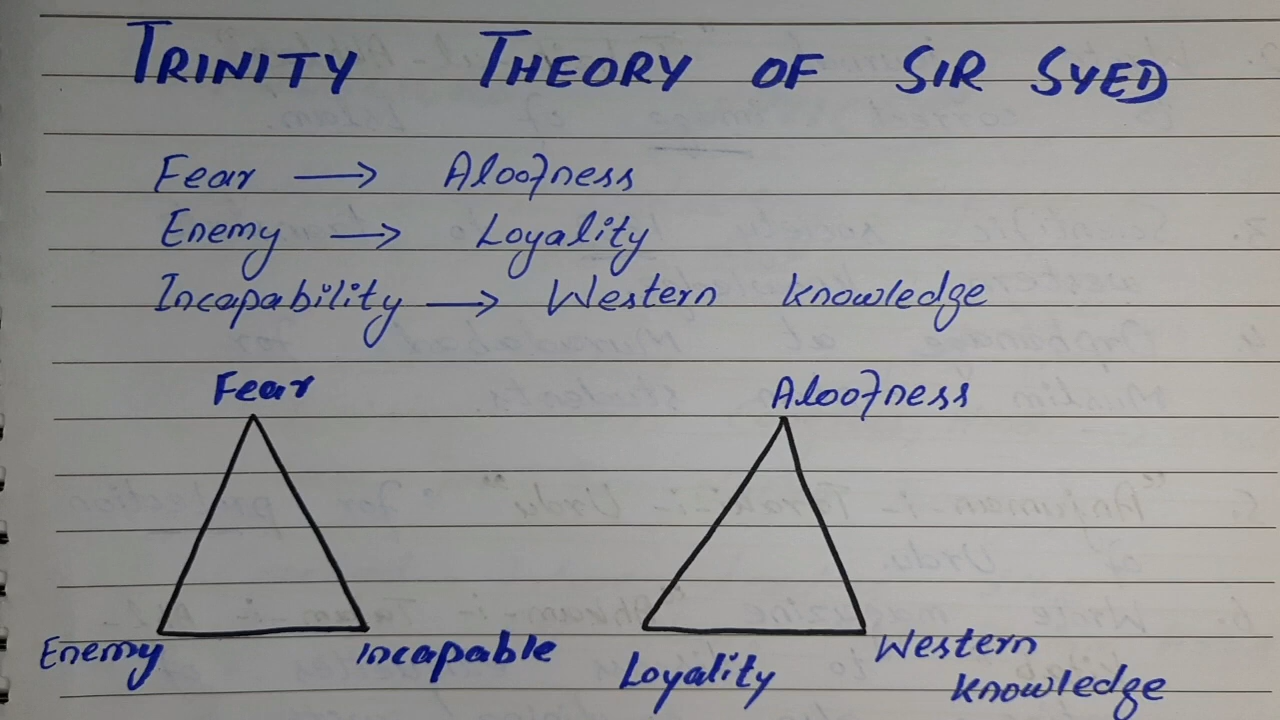 TRINITY THEORY OF SIR SYED
Fear → Aloofness
Enemy → Loyality
Incapability → Western knowledge
Fear
Aloofness
Enemy
Incapable
Loyality
Western
knowledge